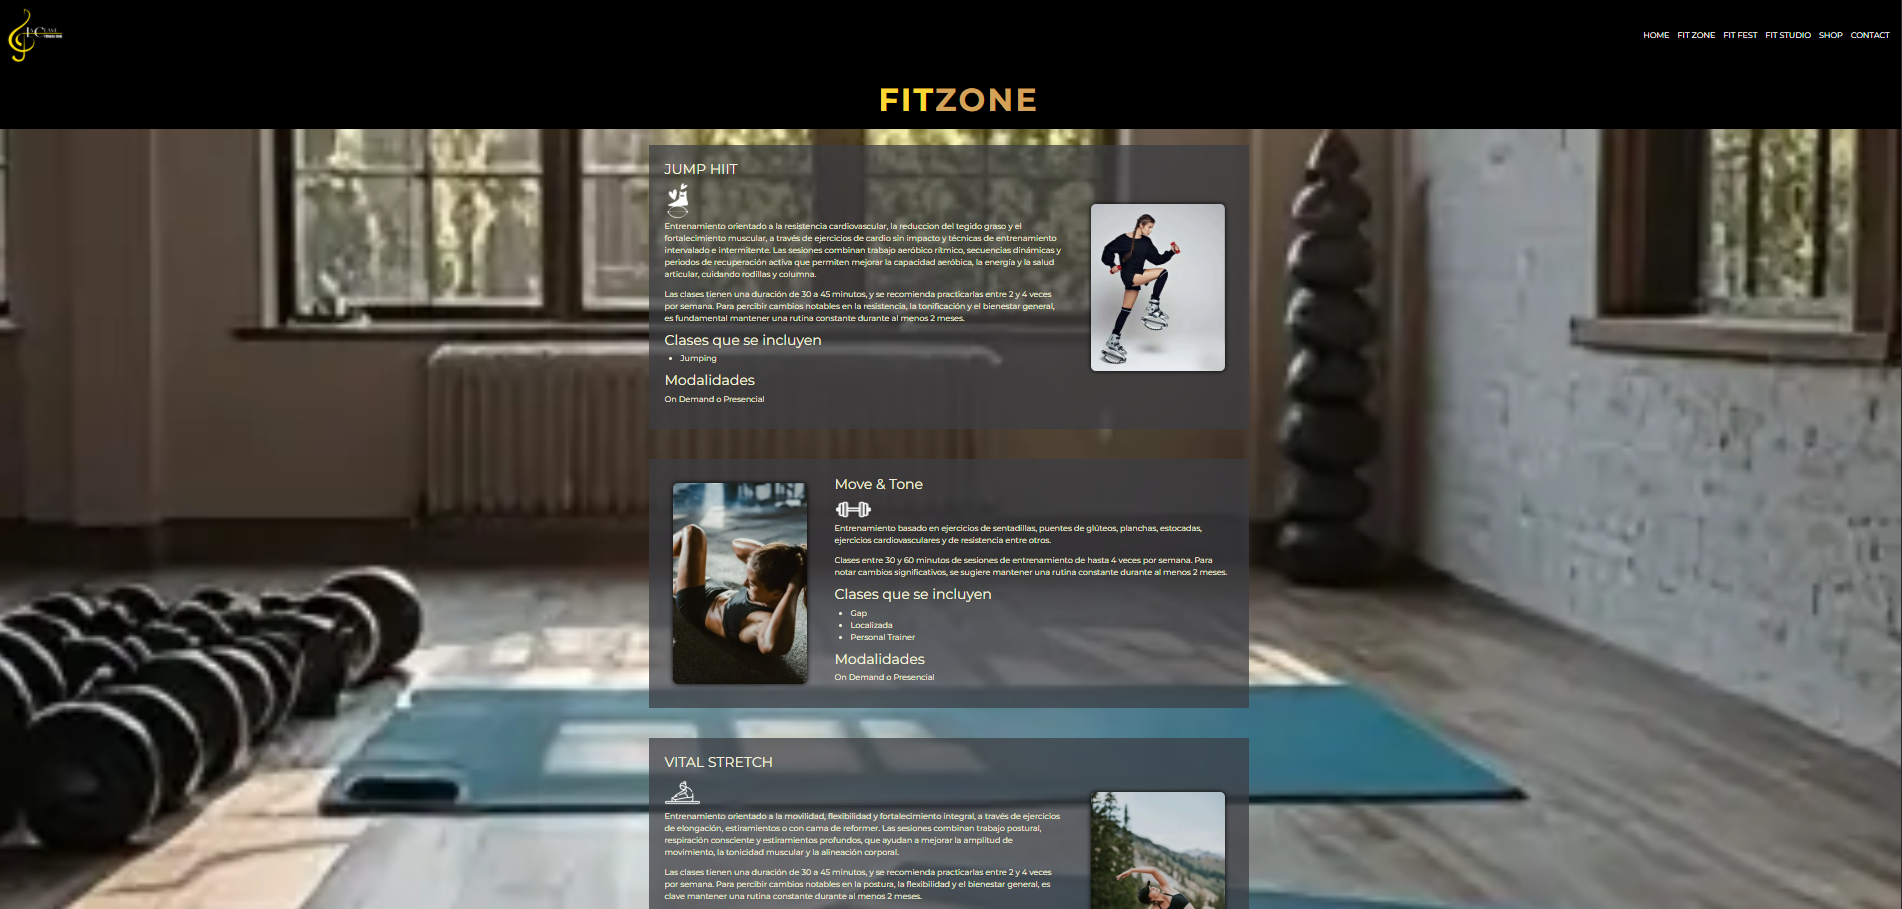 HOME FIT ZONE FIT FEST FIT STUDIO SHOP CONTACT
FITZONE
JUMP HIIT
Entrenamiento orientado a la resistencia cardiovascular, la reduccion del tegido graso y el
fortalecimiento muscular, a través de ejercicios de cardio sin impacto y técnicas de entrenamiento
intervalado e intermitente. Las sesiones combinan trabajo aeróbico rítmico, secuencias dinámicas y
periodos de recuperación activa que permiten mejorar la capacidad aeróbica, la energía y la salud
articular, cuidando rodillas y columna.
Las clases tienen una duración de 30 a 45 minutos, y se recomienda practicarlas entre 2 y 4 veces
por semana. Para percibir cambios notables en la resistencia, la tonificación y el bienestar general,
es fundamental mantener una rutina constante durante al menos 2 meses.
Clases que se incluyen
• Jumping
Modalidades
On Demand o Presencial
Move & Tone
Entrenamiento basado en ejercicios de sentadillas, puentes de glúteos, planchas, estocadas,
ejercicios cardiovasculares y de resistencia entre otros.
Clases entre 30 y 60 minutos de sesiones de entrenamiento de hasta 4 veces por semana. Para
notar cambios significativos, se sugiere mantener una rutina constante durante al menos 2 meses.
Clases que se incluyen
• Gap
• Localizada
• Personal Trainer
Modalidades
On Demand o Presencial
VITAL STRETCH
Entrenamiento orientado a la movilidad, flexibilidad y fortalecimiento integral, a través de ejercicios
de elongación, estiramientos o con cama de reformer. Las sesiones combinan trabajo postural,
respiración consciente y estiramientos profundos, que ayudan a mejorar la amplitud de
movimiento, la tonicidad muscular y la alineación corporal.
Las clases tienen una duración de 30 a 45 minutos, y se recomienda practicarlas entre 2 y 4 veces
por semana. Para percibir cambios notables en la postura, la flexibilidad y el bienestar general, es
clave mantener una rutina constante durante al menos 2 meses.